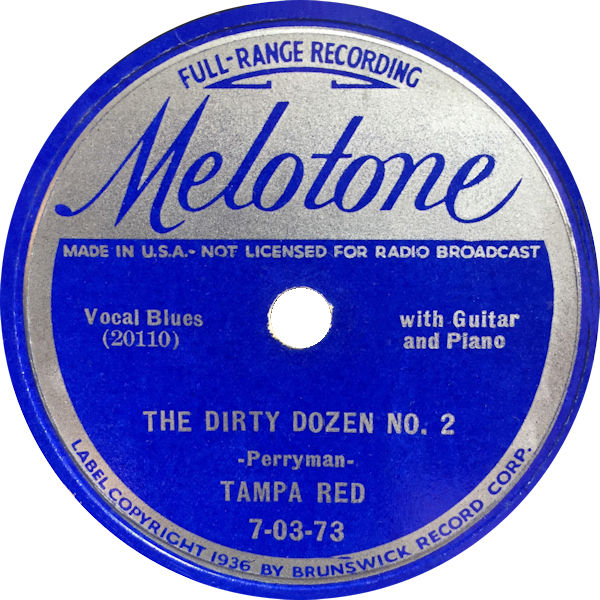 FULL-RANGE RECORDING
Melotone
MADE IN U.S.A.- NOT LICENSED FOR RADIO BROADCAST
Vocal Blues
(20110)
with Guitar
and Piano
THE DIRTY DOZEN NO. 2
-Perryman-
TAMPA RED
7-03-73
LABEL COPYRIGHT 1936 BY BRUNSWICK RECORD CORP.